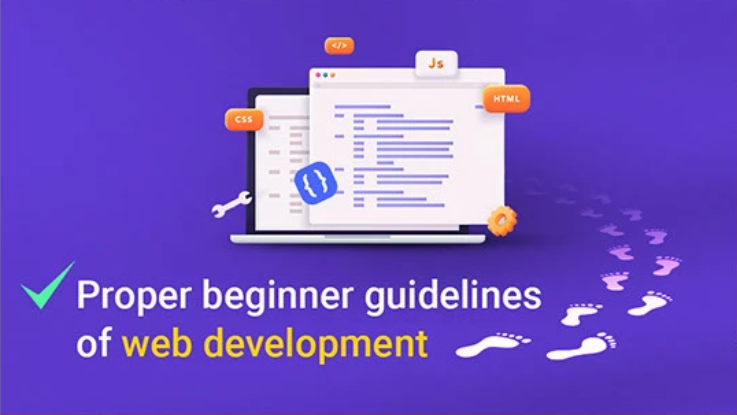 </>
Js
HTML
CSS
{}
Proper beginner guidelines
of web development